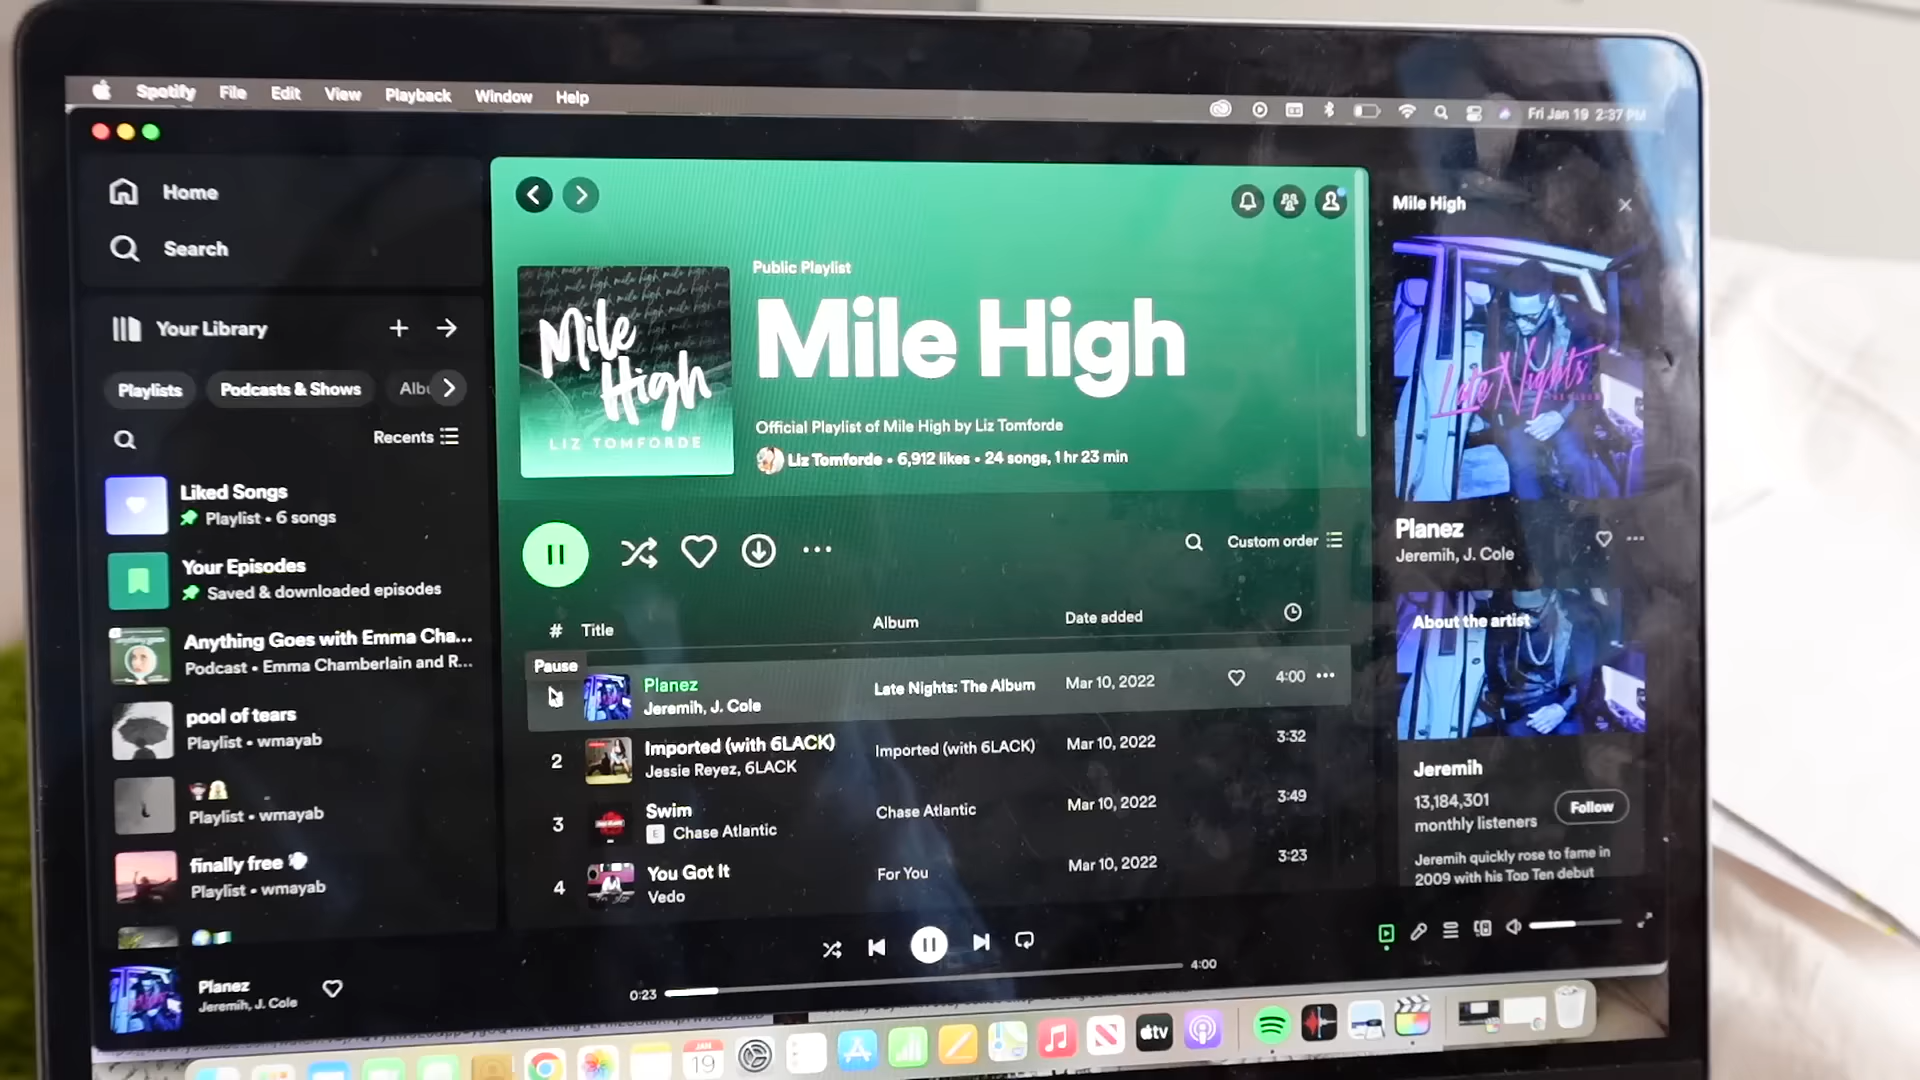 Spotify File Edit View Playback Window Help
Fri Jan 19 2:37 PM
Home
Search
Your Library
Playlists Podcasts & Shows Albu
Recents
Liked Songs
Playlist • 6 songs
Your Episodes
Saved & downloaded episodes
Anything Goes with Emma Cha...
Podcast • Emma Chamberlain and R...
pool of tears
Playlist • wmayab
Playlist • wmayab
finally free
Playlist • wmayab
Mile High
LIZ TOMFORDE
Public Playlist
Mile High
Official Playlist of Mile High by Liz Tomforde
Liz Tomforde • 6,912 likes • 24 songs, 1 hr 23 min
Custom order
# Title Album Date added
Pause
Planez
Jeremih, J. Cole
Late Nights: The Album Mar 10, 2022 4:00
2 Imported (with 6LACK)
Jessie Reyez, 6LACK
Imported (with 6LACK) Mar 10, 2022 3:32
3 Swim
E Chase Atlantic
Chase Atlantic Mar 10, 2022 3:49
4 You Got It
Vedo
For You Mar 10, 2022 3:23
Mile High
Late Nights
Planez
Jeremih, J. Cole
About the artist
Jeremih
13,184,301
monthly listeners
Follow
Jeremih quickly rose to fame in
2009 with his Top Ten debut
Planez
Jeremih, J. Cole
0:23 4:00
JAN
19
tv